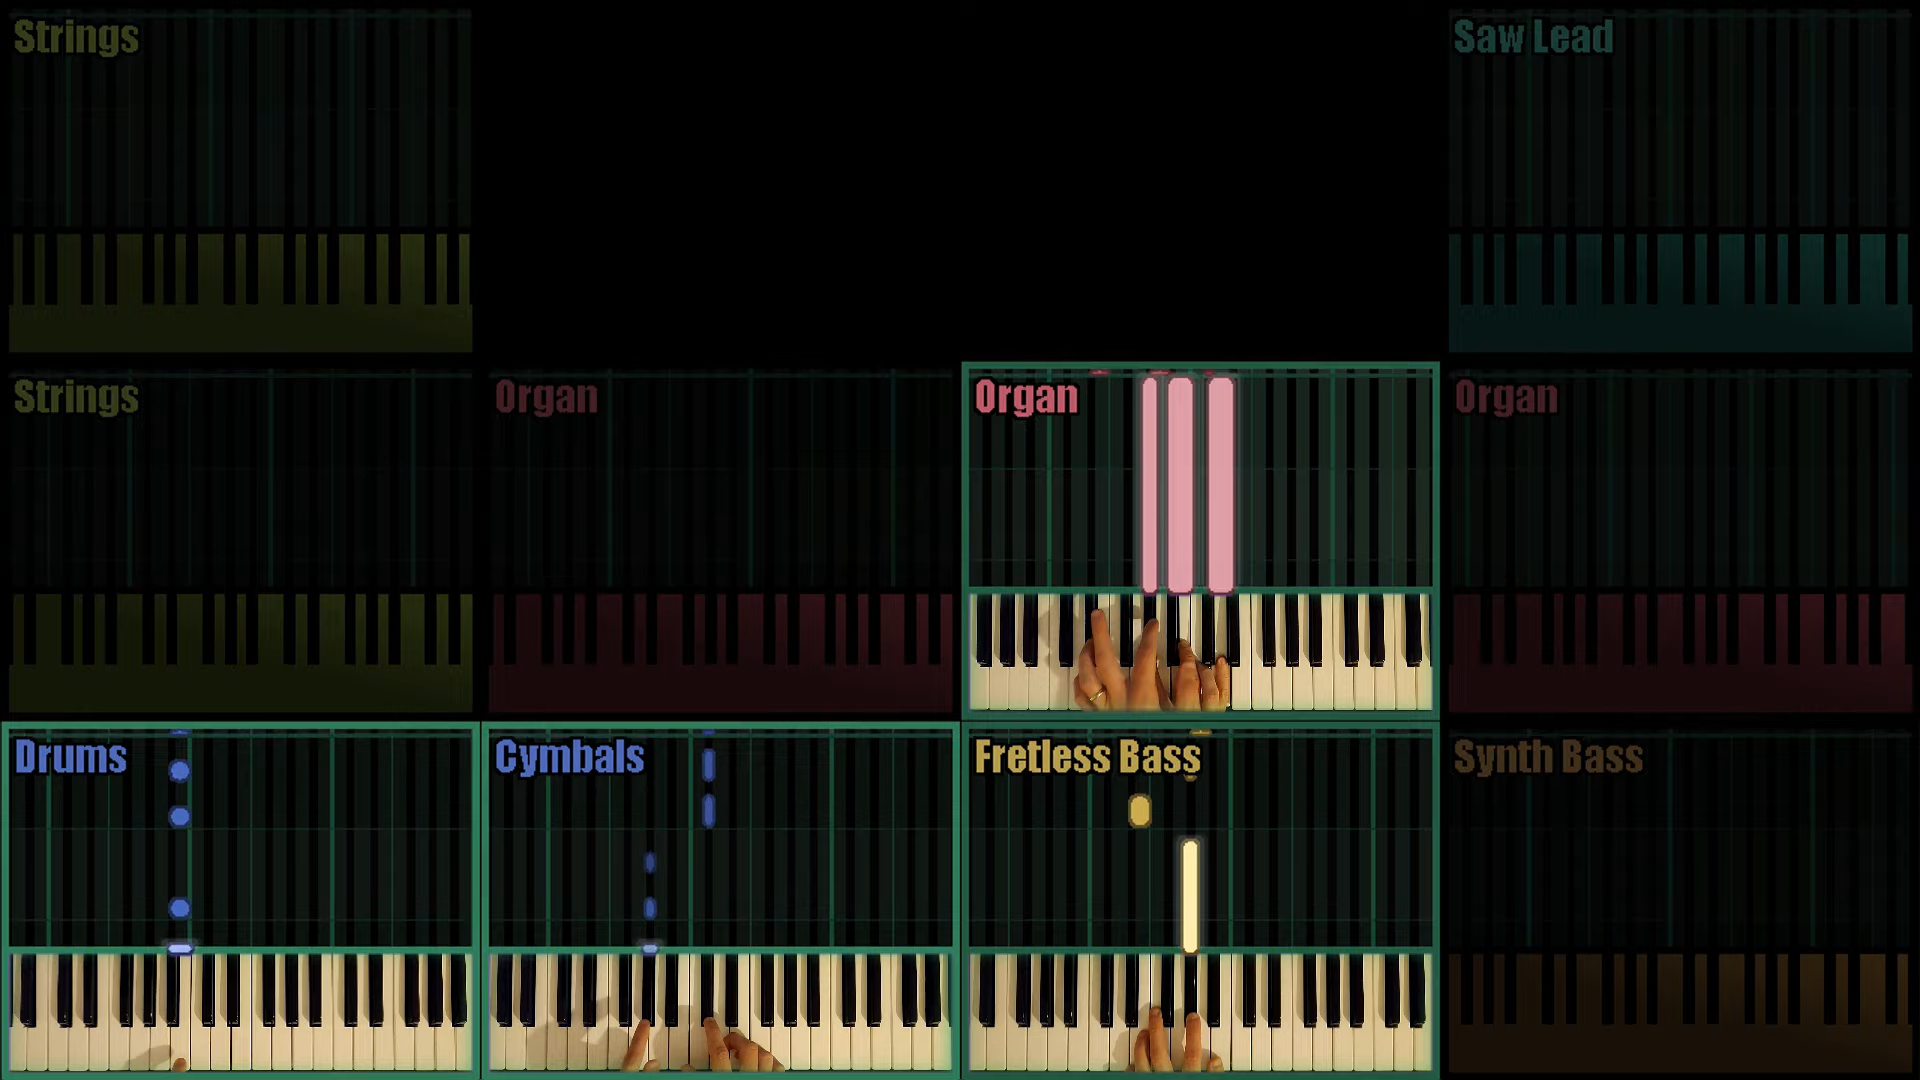 Strings
Saw Lead
Strings
Organ
Organ
Organ
Drums
Cymbals
Fretless Bass
Synth Bass